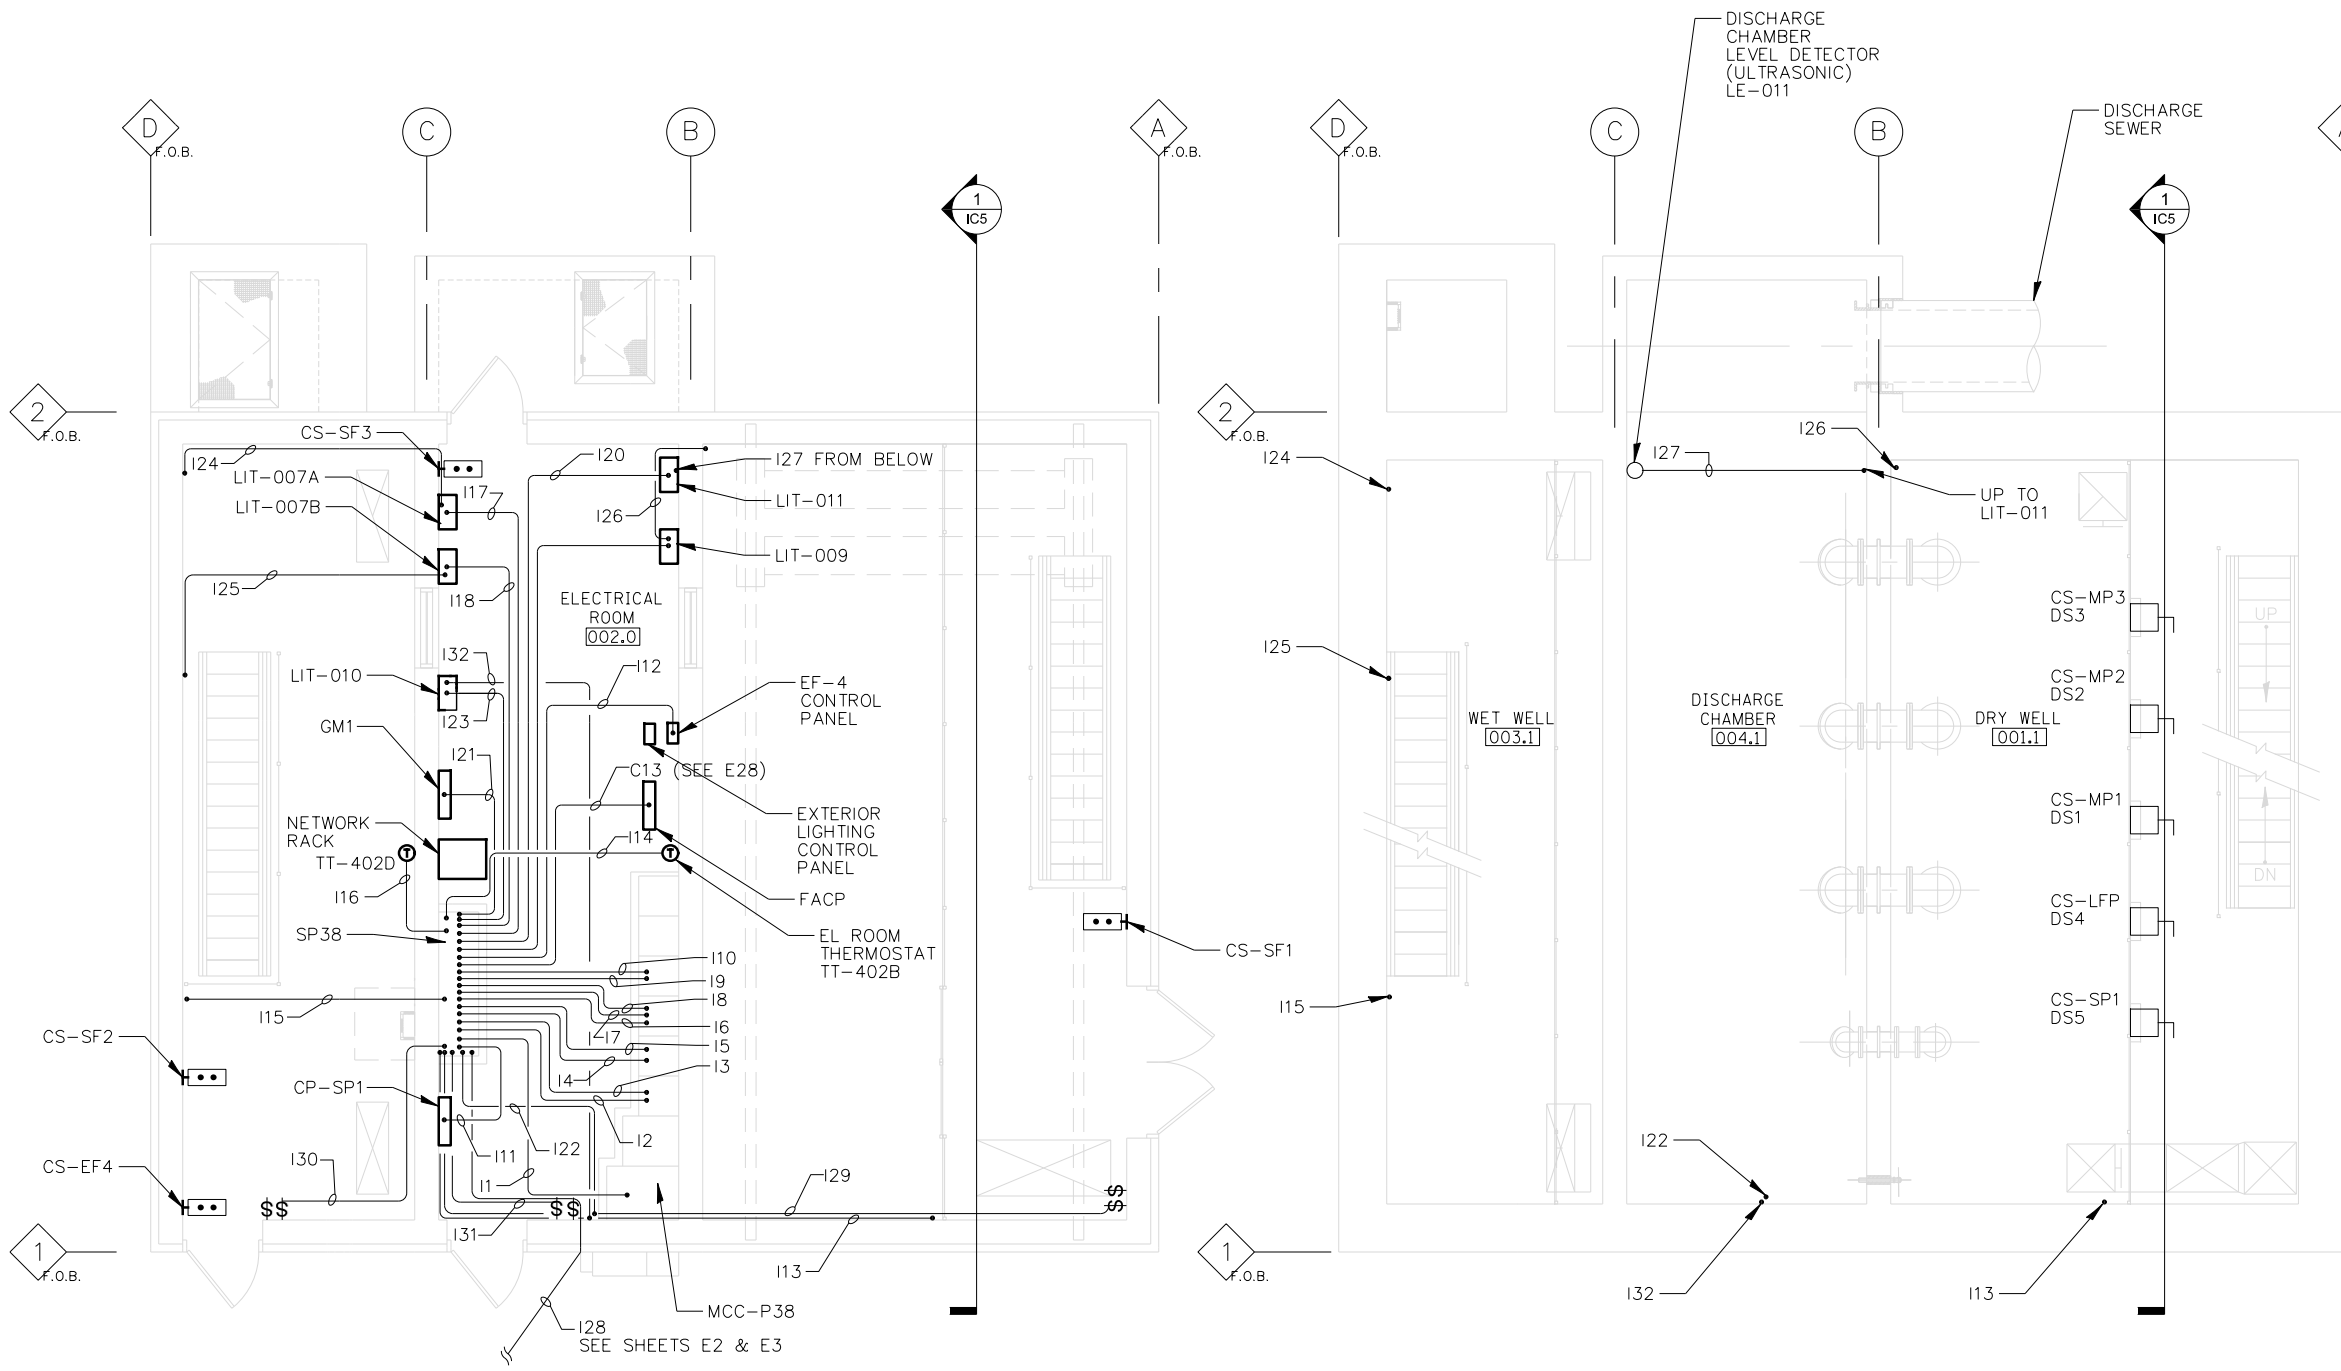 DISCHARGE
CHAMBER
LEVEL DETECTOR
(ULTRASONIC)
LE-011
DISCHARGE
SEWER
D
F.O.B.
C
B
A
F.O.B.
D
F.O.B.
C
B
1
IC5
1
IC5
2
F.O.B.
2
F.O.B.
CS-SF3
I24
LIT-007A
I17
LIT-007B
I20
I27 FROM BELOW
LIT-011
I26
LIT-009
I25
I18
ELECTRICAL
ROOM
002.0
I32
I12
LIT-010
I23
EF-4
CONTROL
PANEL
GM1
I21
C13 (SEE E28)
EXTERIOR
LIGHTING
CONTROL
PANEL
NETWORK
RACK
TT-402D
I14
I16
FACP
SP38
EL ROOM
THERMOSTAT
TT-402B
CS-SF1
I10
I9
I8
I7
I6
I5
I4
I3
I15
CS-SF2
CP-SP1
I2
I11
I22
I1
CS-EF4
I30
$$
$$
$$
I29
I31
I13
1
F.O.B.
MCC-P38
I28
SEE SHEETS E2 & E3
I24
I27
I26
UP TO
LIT-011
I25
WET WELL
003.1
DISCHARGE
CHAMBER
004.1
DRY WELL
001.1
CS-MP3
DS3
CS-MP2
DS2
CS-MP1
DS1
CS-LFP
DS4
CS-SP1
DS5
UP
DN
I15
I22
I32
I13
1
F.O.B.